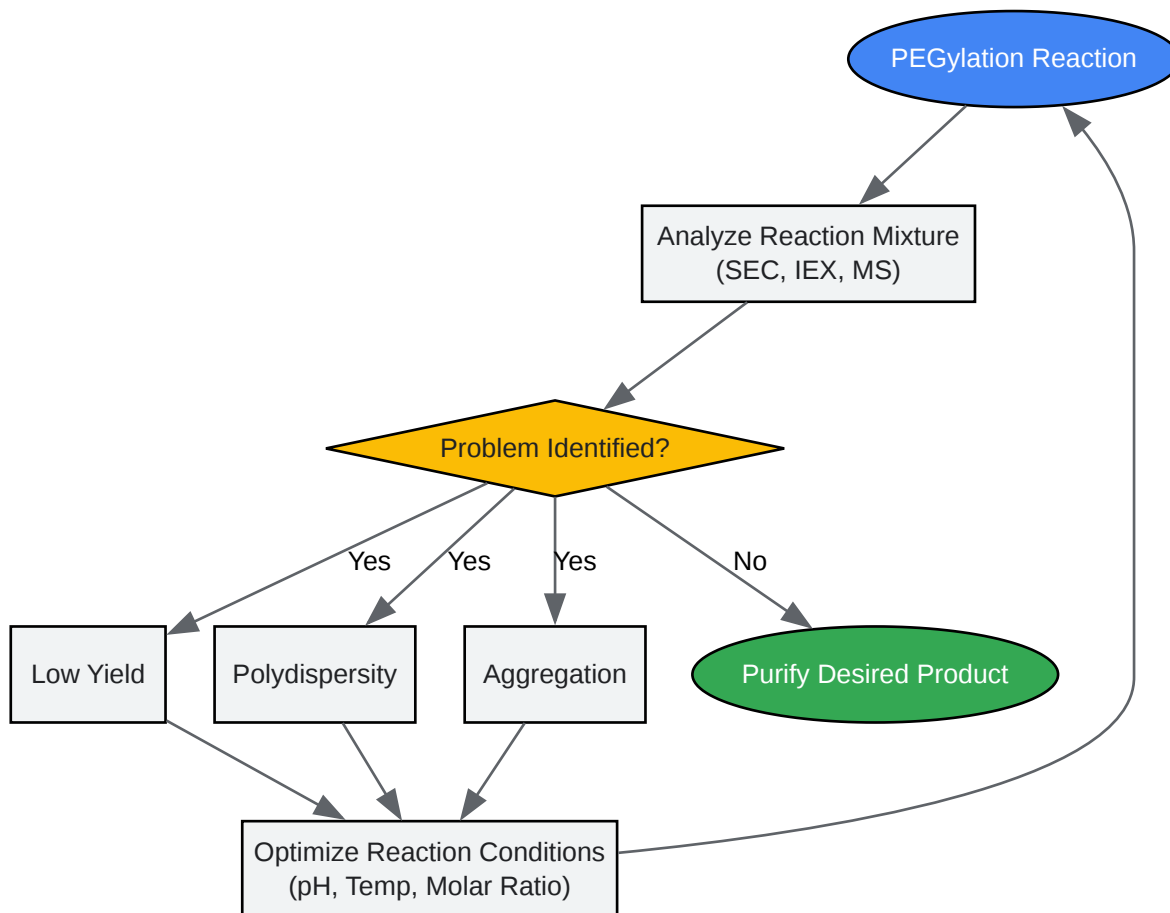 PEGylation Reaction
Analyze Reaction Mixture
(SEC, IEX, MS)
Problem Identified?
Yes
Yes
Yes
No
Low Yield
Polydispersity
Aggregation
Purify Desired Product
Optimize Reaction Conditions
(pH, Temp, Molar Ratio)